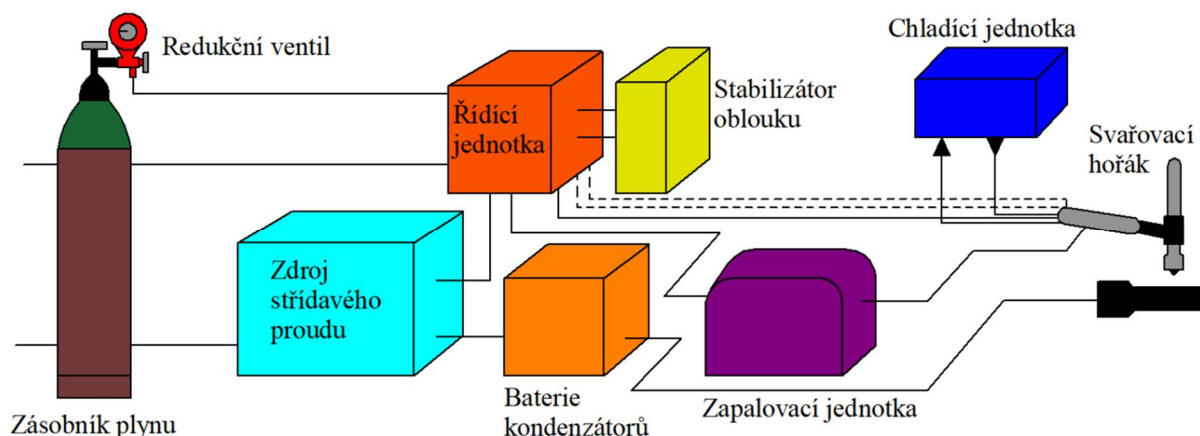 Redukční ventil
Chladící jednotka
Řídící
jednotka
Stabilizátor
oblouku
Svařovací
hořák
Zdroj
střídavého
proudu
Zásobník plynu
Baterie
kondenzátorů
Zapalovací jednotka